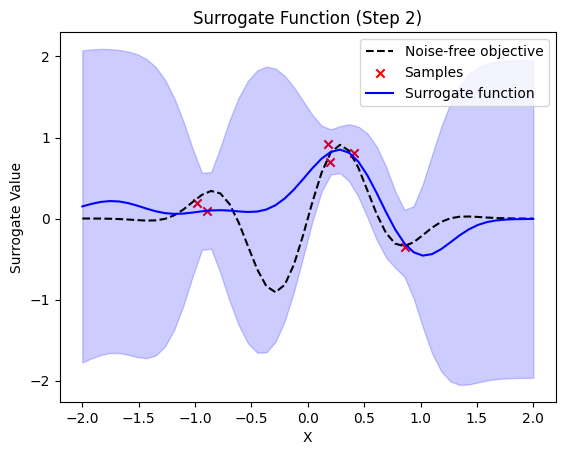 Surrogate Function (Step 2)
Noise-free objective
Samples
Surrogate function
Surrogate Value
2
1
0
−1
−2
−2.0 −1.5 −1.0 −0.5 0.0 0.5 1.0 1.5 2.0
X